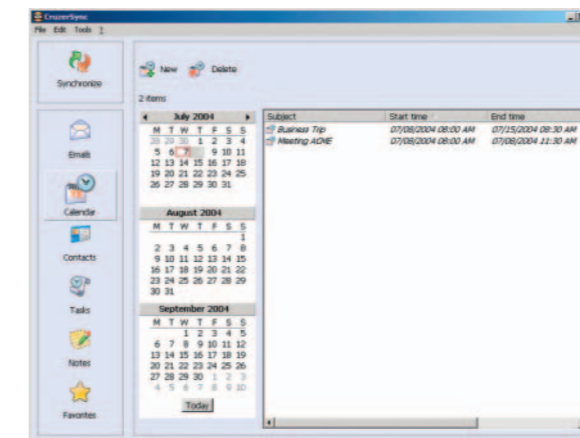 CruzerSync
File Edit Tools ?
Synchronize
New Delete
2 items
Emails
Calendar
Contacts
Tasks
Notes
Favorites
July 2004
M T W T F S S
28 29 30 1 2 3 4
5 6 7 8 9 10 11
12 13 14 15 16 17 18
19 20 21 22 23 24 25
26 27 28 29 30 31
August 2004
M T W T F S S
1
2 3 4 5 6 7 8
9 10 11 12 13 14 15
16 17 18 19 20 21 22
23 24 25 26 27 28 29
30 31
September 2004
M T W T F S S
1 2 3 4 5
6 7 8 9 10 11 12
13 14 15 16 17 18 19
20 21 22 23 24 25 26
27 28 29 30 1 2 3
4 5 6 7 8 9 10
Today
Subject Start time End time
Business Trip 07/08/2004 08:00 AM 07/15/2004 08:30 AM
Meeting ACME 07/08/2004 08:00 AM 07/08/2004 11:30 AM